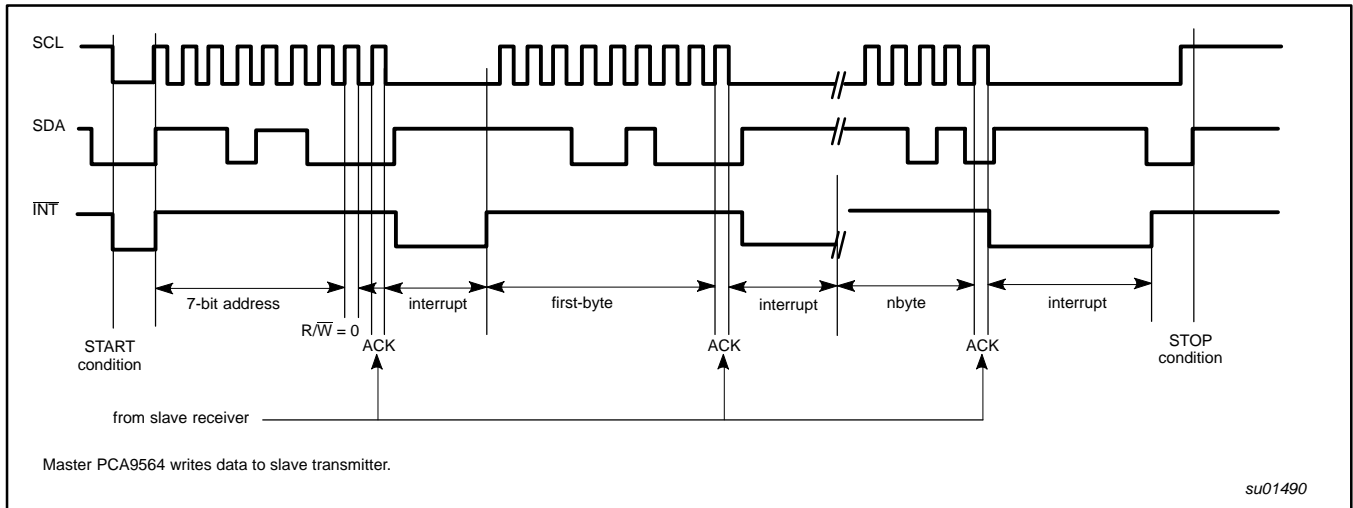 SCL
SDA
INT
7-bit address
interrupt
first-byte
interrupt
nbyte
interrupt
R/W = 0
START
condition
ACK
ACK
ACK
STOP
condition
from slave receiver
Master PCA9564 writes data to slave transmitter.
su01490